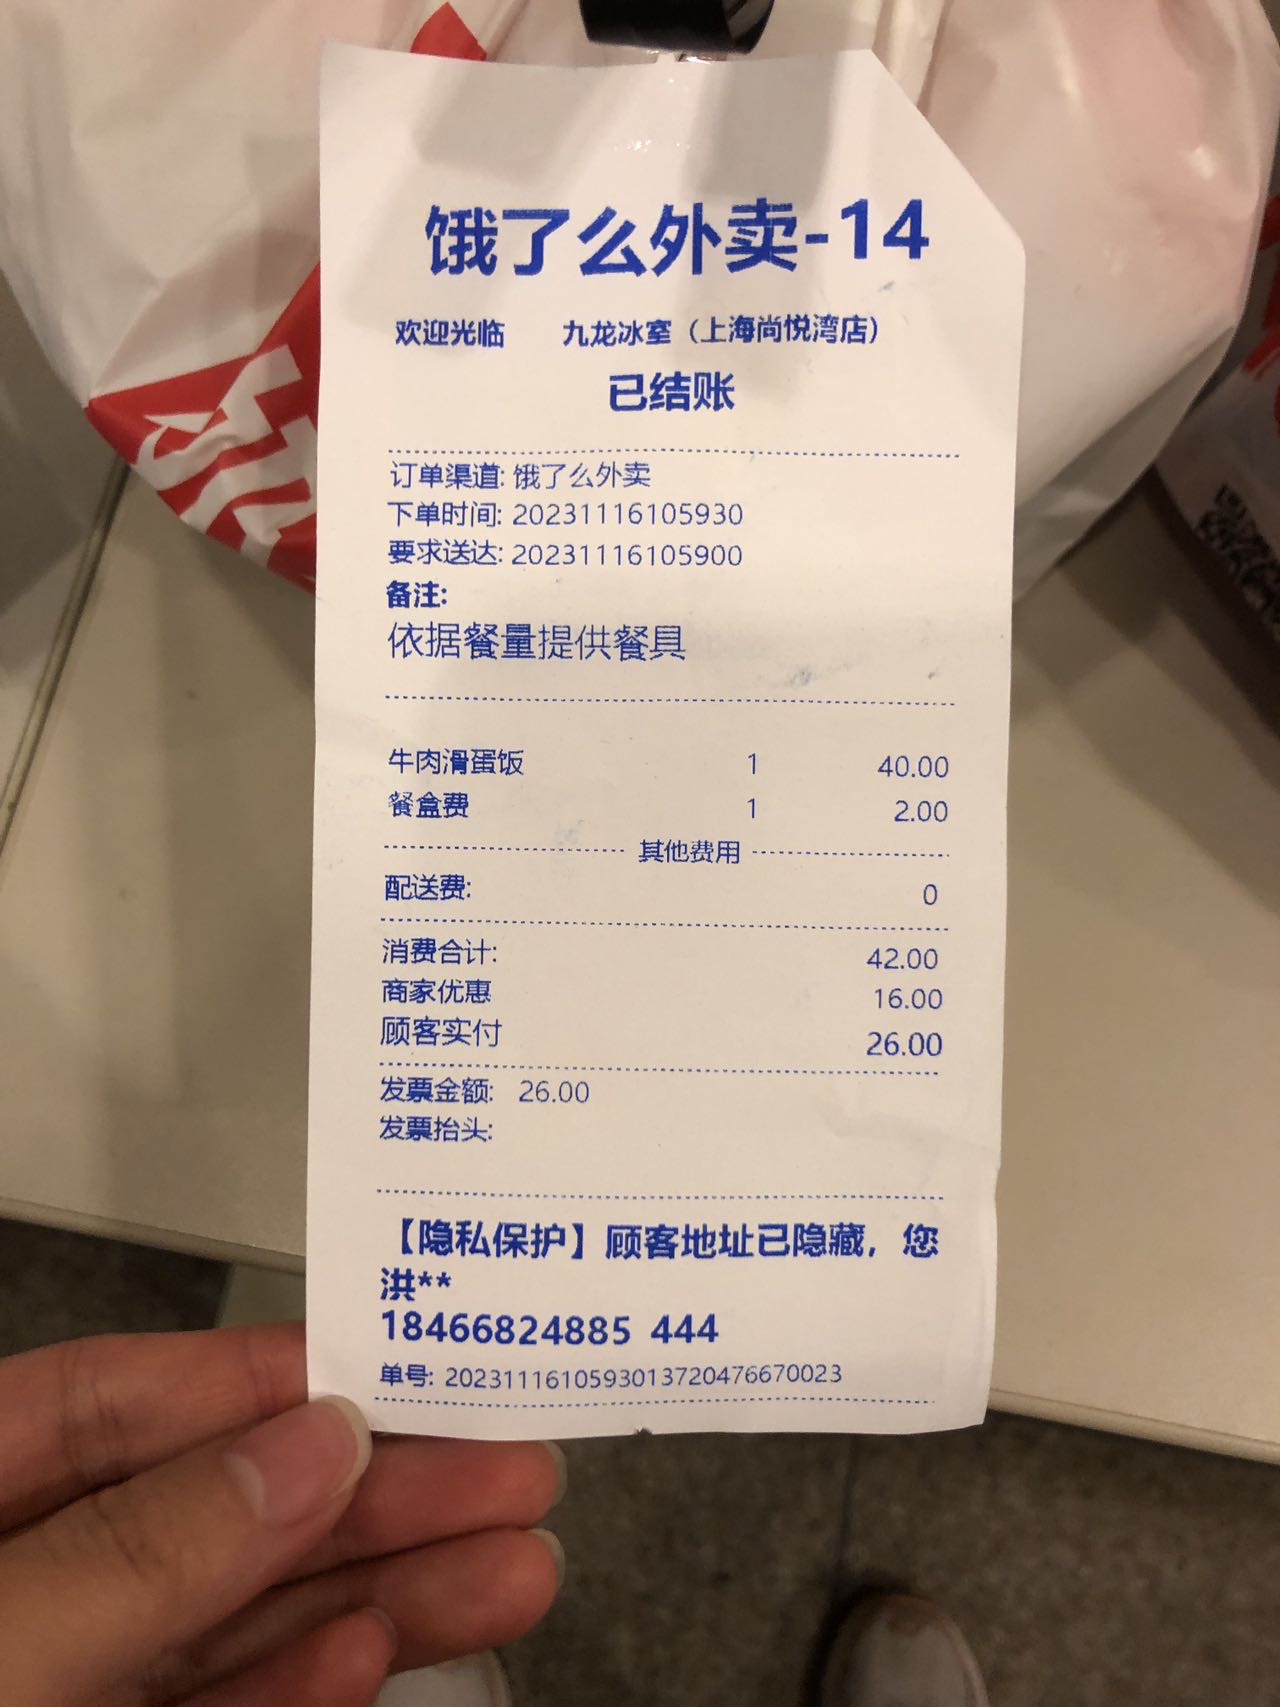 饿了么外卖-14
欢迎光临 九龙冰室（上海尚悦湾店）
已结账
订单渠道: 饿了么外卖
下单时间: 20231116105930
要求送达: 20231116105900
备注:
依据餐量提供餐具
牛肉滑蛋饭 1 40.00
餐盒费 1 2.00
其他费用
配送费: 0
消费合计: 42.00
商家优惠 16.00
顾客实付 26.00
发票金额: 26.00
发票抬头:
【隐私保护】顾客地址已隐藏，您
洪**
18466824885 444
单号: 2023111610593013720476670023